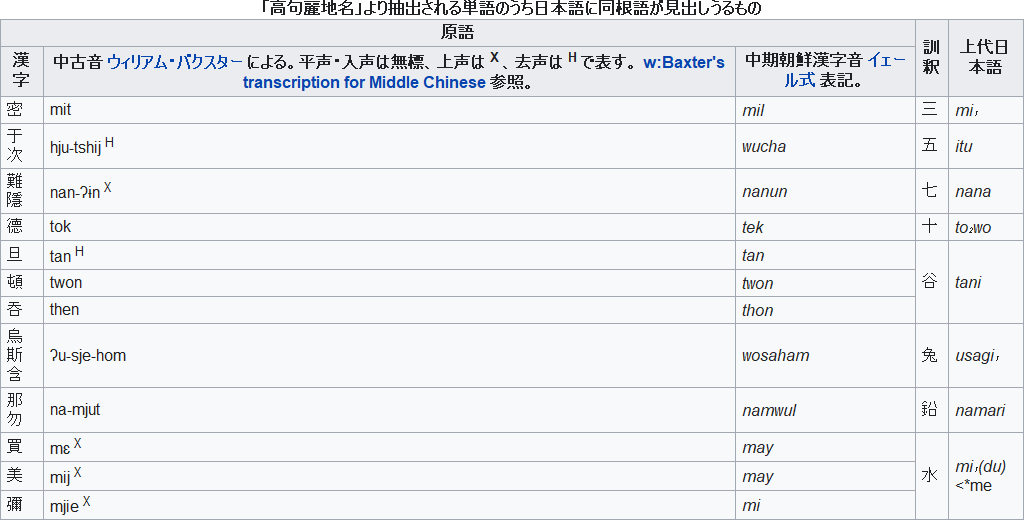 「高句麗地名」より抽出される単語のうち日本語に同根語が見出しうるもの
原語 訓釈 上代日本語
漢字 中古音 ウィリアム・バクスター による。平声・入声は無標、上声は X 、去声は H で表す。 w:Baxter's transcription for Middle Chinese 参照。 中期朝鮮漢字音 イェール式 表記。
密 mit mil 三 mi₁
于次 hju-tshij H wucha 五 itu
難隱 nan-ʔɨn X nanun 七 nana
德 tok tek 十 to₂wo
旦 tan H tan 谷 tani
頓 twon twon
呑 then thon
烏斯含 ʔu-sje-hom wosaham 兔 usagi₁
那勿 na-mjut namwul 鉛 namari
買 mɛ X may 水 mi₁(du) <*me
美 mij X may
彌 mjie X mi